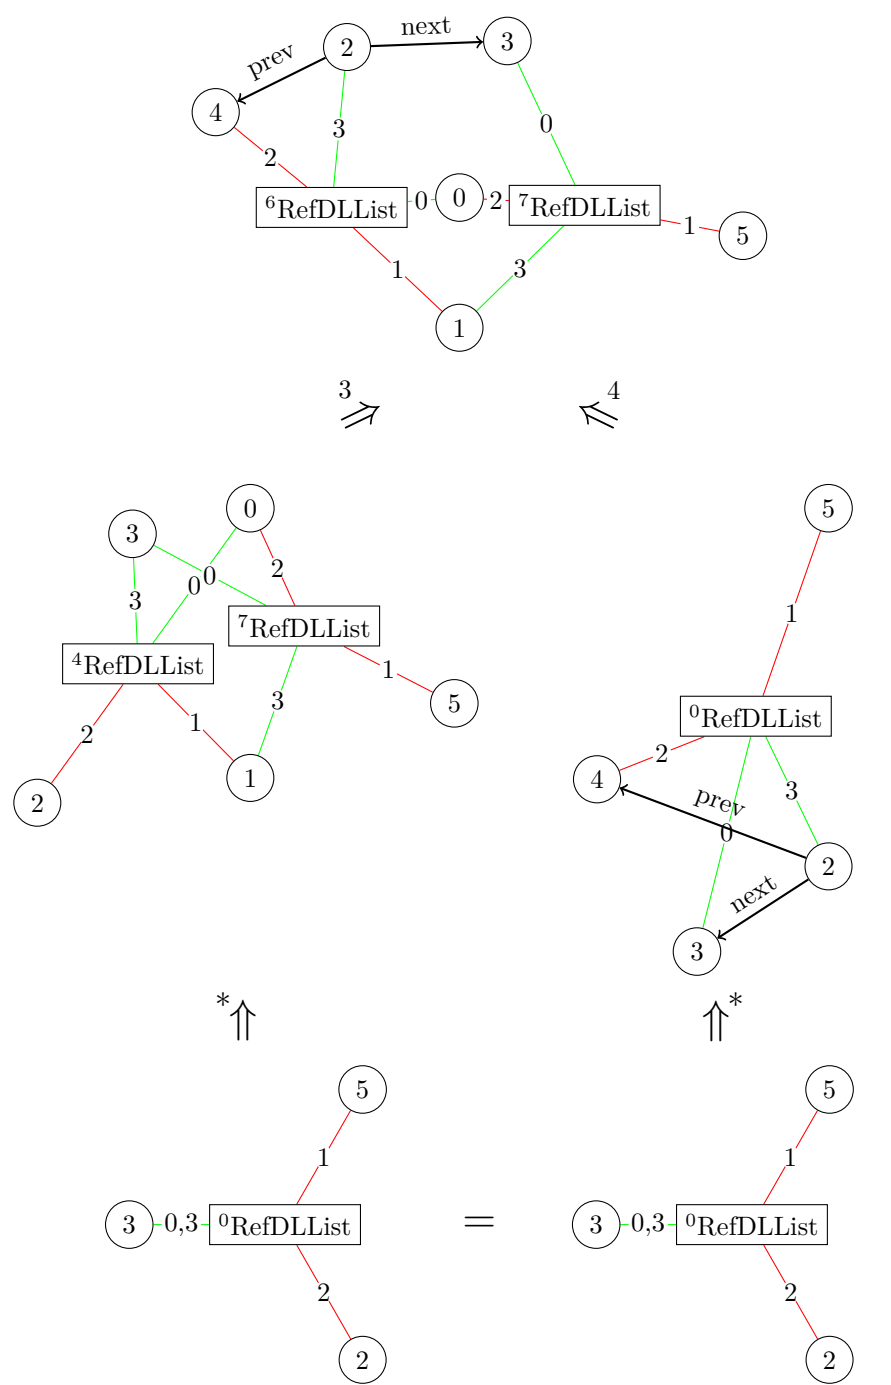 2 next 3
prev
4
3 0
2
6RefDLList 0 0 2 7RefDLList 1 5
1 3
1
3 ⇒ ⇐ 4
0 5
3
2
3 0 0 1
7RefDLList
4RefDLList 1 5 0RefDLList
3 2
2 1 4 prev 3
2 1 0
next 2
3
* ⇑ ⇑ *
5 5
1 1
3 0,3 0RefDLList = 3 0,3 0RefDLList
2 2
2 2